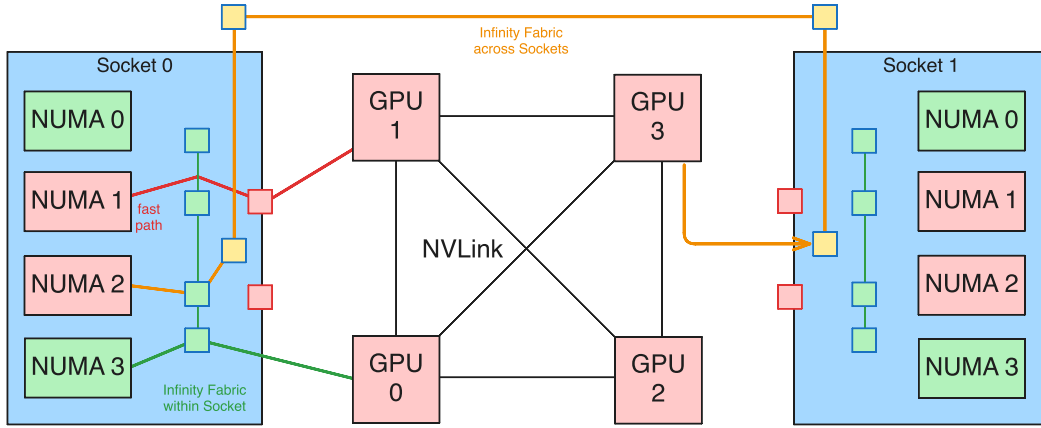 Infinity Fabric
across Sockets
Socket 0
NUMA 0
NUMA 1
fast
path
NUMA 2
NUMA 3
Infinity Fabric
within Socket
GPU
1
GPU
3
NVLink
GPU
0
GPU
2
Socket 1
NUMA 0
NUMA 1
NUMA 2
NUMA 3